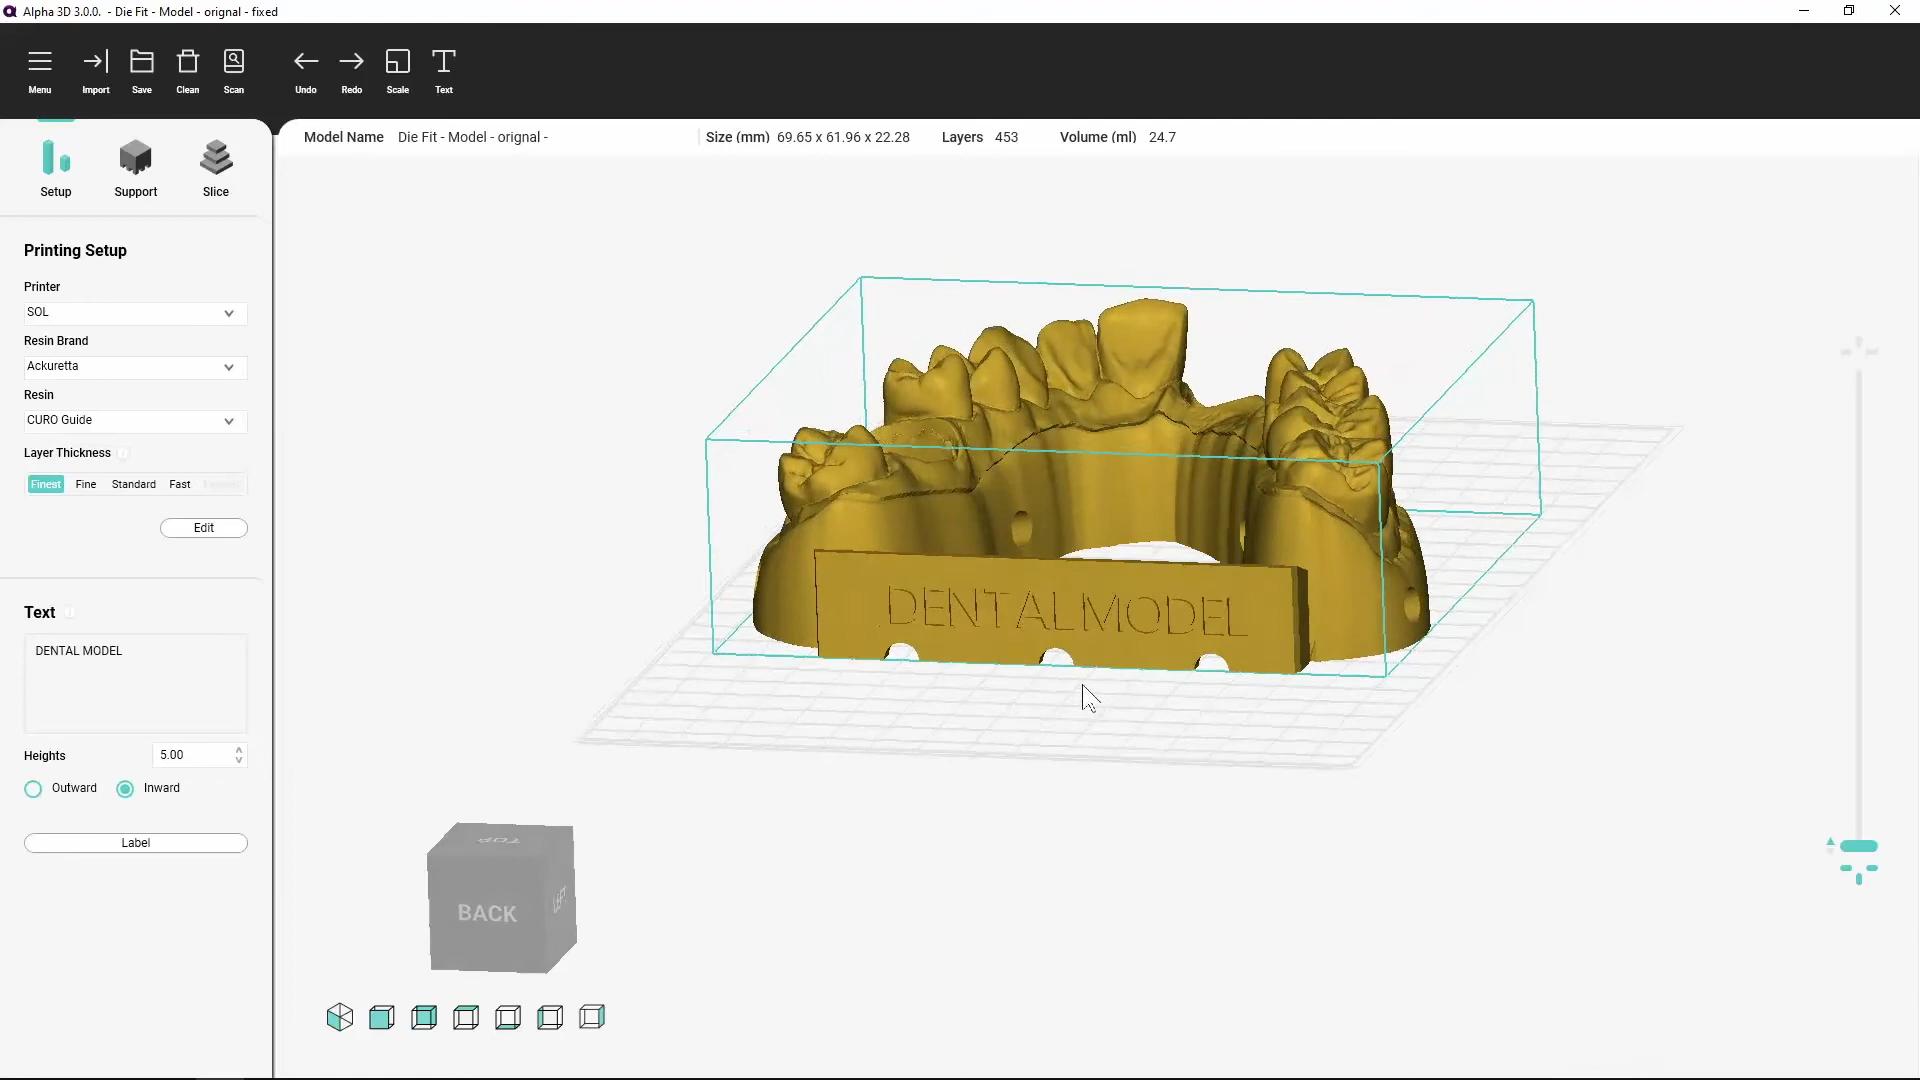 Alpha 3D 3.0.0. - Die Fit - Model - orignal - fixed
Menu Import Save Clean Scan Undo Redo Scale Text
Model Name Die Fit - Model - orignal - Size (mm) 69.65 x 61.96 x 22.28 Layers 453 Volume (ml) 24.7
Setup Support Slice
Printing Setup
Printer
SOL
Resin Brand
Ackuretta
Resin
CURO Guide
Layer Thickness
Finest Fine Standard Fast
Edit
Text
DENTAL MODEL
Heights 5.00
Outward Inward
Label
DENTALMODEL
TOP
BACK
LEFT